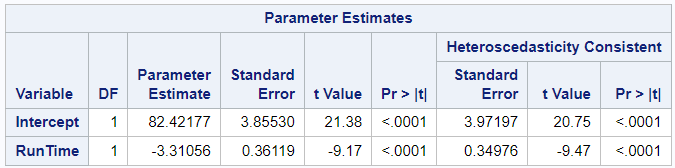 Parameter Estimates
Heteroscedasticity Consistent
Variable DF Parameter Estimate Standard Error t Value Pr > |t| Standard Error t Value Pr > |t|
Intercept 1 82.42177 3.85530 21.38 <.0001 3.97197 20.75 <.0001
RunTime 1 -3.31056 0.36119 -9.17 <.0001 0.34976 -9.47 <.0001